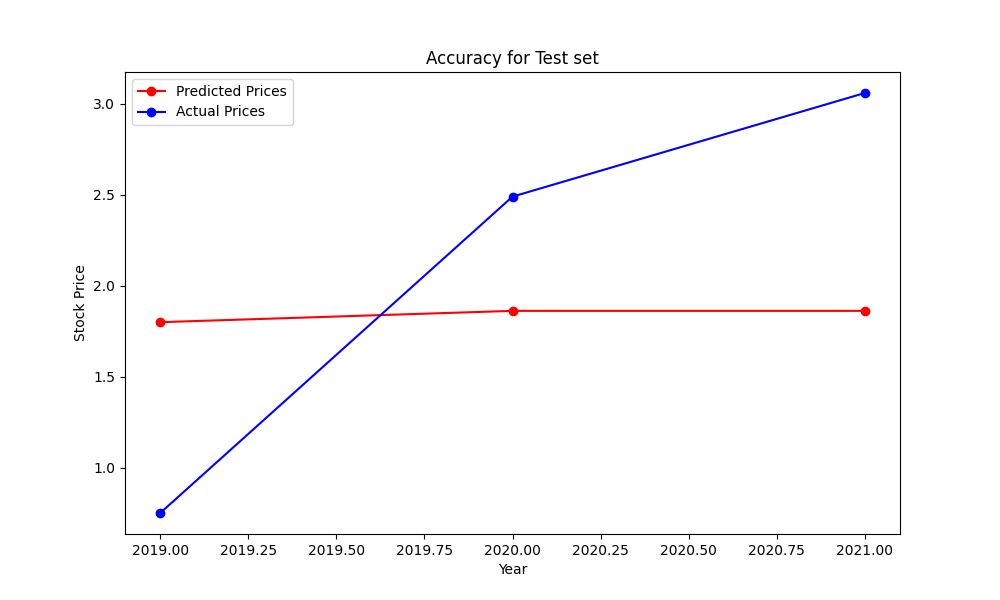 Accuracy for Test set
Predicted Prices
Actual Prices
3.0
2.5
2.0
1.5
1.0
Stock Price
2019.00 2019.25 2019.50 2019.75 2020.00 2020.25 2020.50 2020.75 2021.00
Year